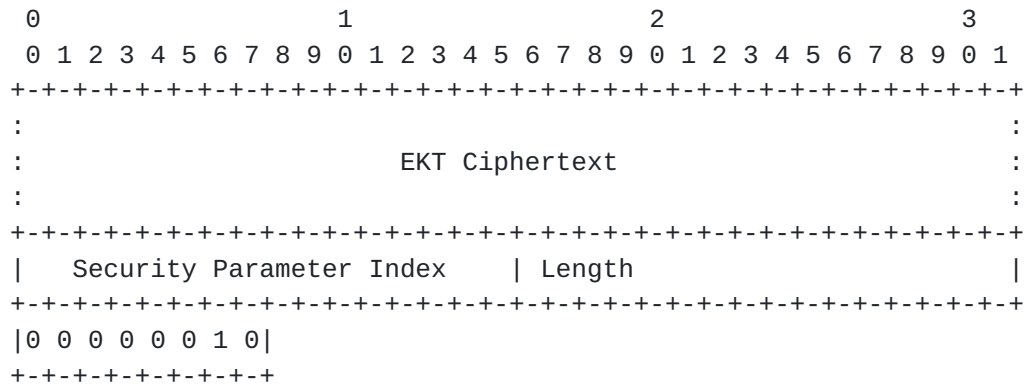 0                   1                   2                   3
 0 1 2 3 4 5 6 7 8 9 0 1 2 3 4 5 6 7 8 9 0 1 2 3 4 5 6 7 8 9 0 1
+-+-+-+-+-+-+-+-+-+-+-+-+-+-+-+-+-+-+-+-+-+-+-+-+-+-+-+-+-+-+-+-+
:                                                               :
:                        EKT Ciphertext                         :
:                                                               :
+-+-+-+-+-+-+-+-+-+-+-+-+-+-+-+-+-+-+-+-+-+-+-+-+-+-+-+-+-+-+-+-+
|   Security Parameter Index    | Length                        |
+-+-+-+-+-+-+-+-+-+-+-+-+-+-+-+-+-+-+-+-+-+-+-+-+-+-+-+-+-+-+-+-+
|0 0 0 0 0 0 1 0|
+-+-+-+-+-+-+-+-+